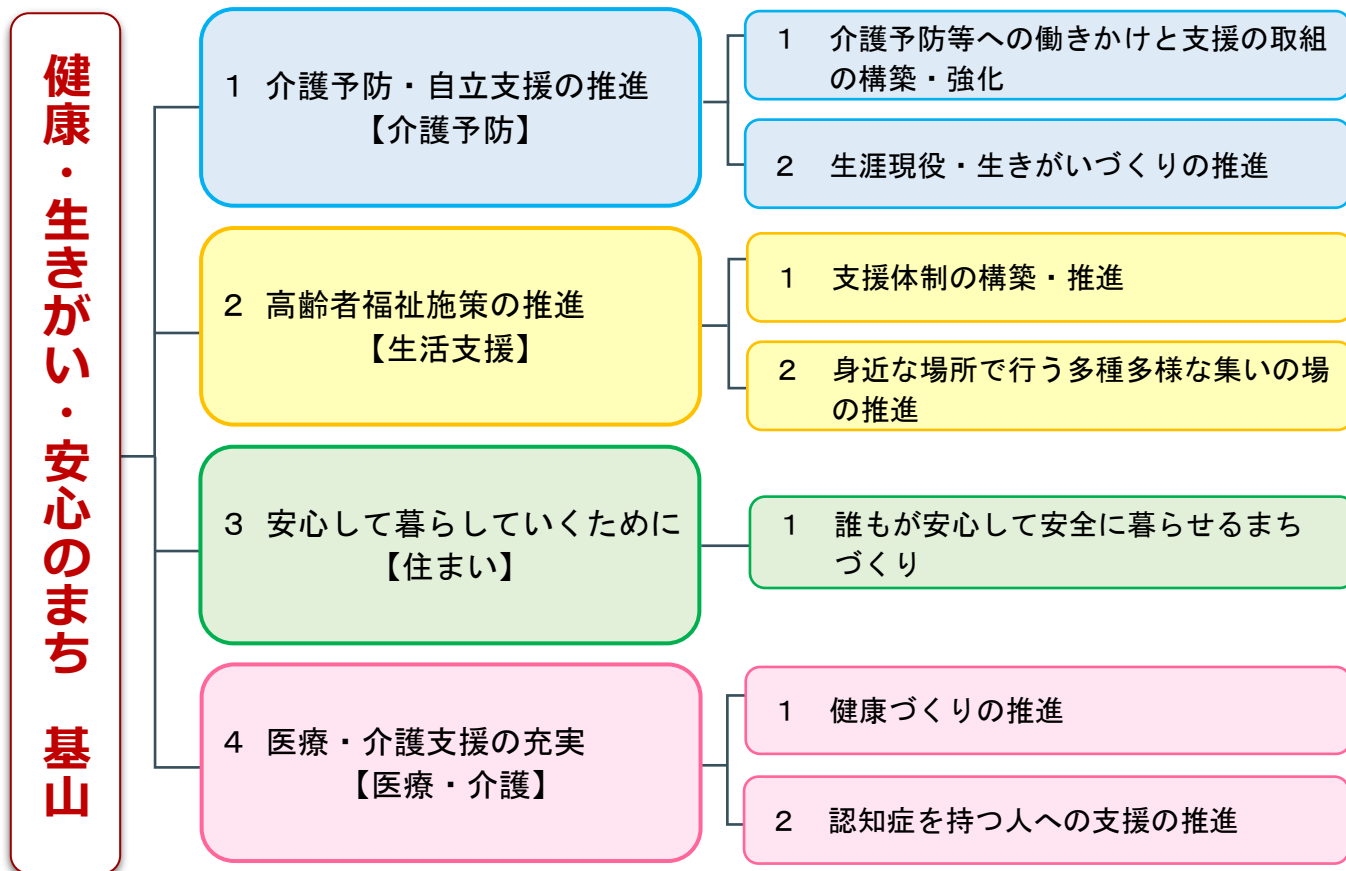 健康・生きがい・安心のまち　基山
１　介護予防・自立支援の推進
【介護予防】
１　介護予防等への働きかけと支援の取組
の構築・強化
２　生涯現役・生きがいづくりの推進
２　高齢者福祉施策の推進
【生活支援】
１　支援体制の構築・推進
２　身近な場所で行う多種多様な集いの場
の推進
３　安心して暮らしていくために
【住まい】
１　誰もが安心して安全に暮らせるまち
づくり
４　医療・介護支援の充実
【医療・介護】
１　健康づくりの推進
２　認知症を持つ人への支援の推進